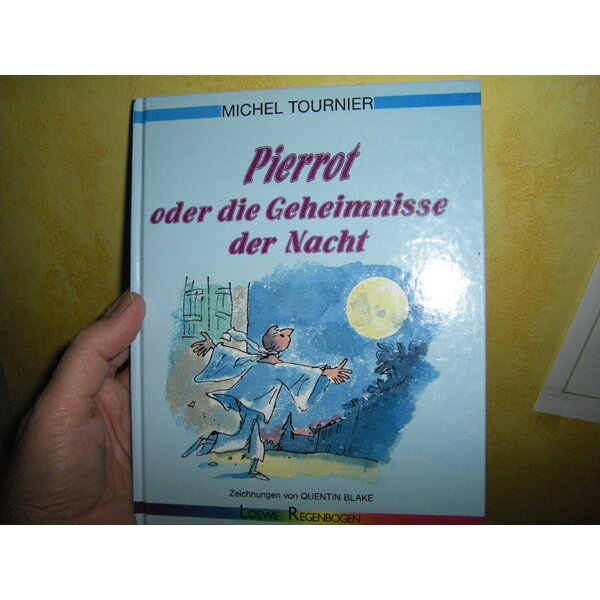 MICHEL TOURNIER
Pierrot
oder die Geheimnisse
der Nacht
Zeichnungen von QUENTIN BLAKE
LOEWE REGENBOGEN